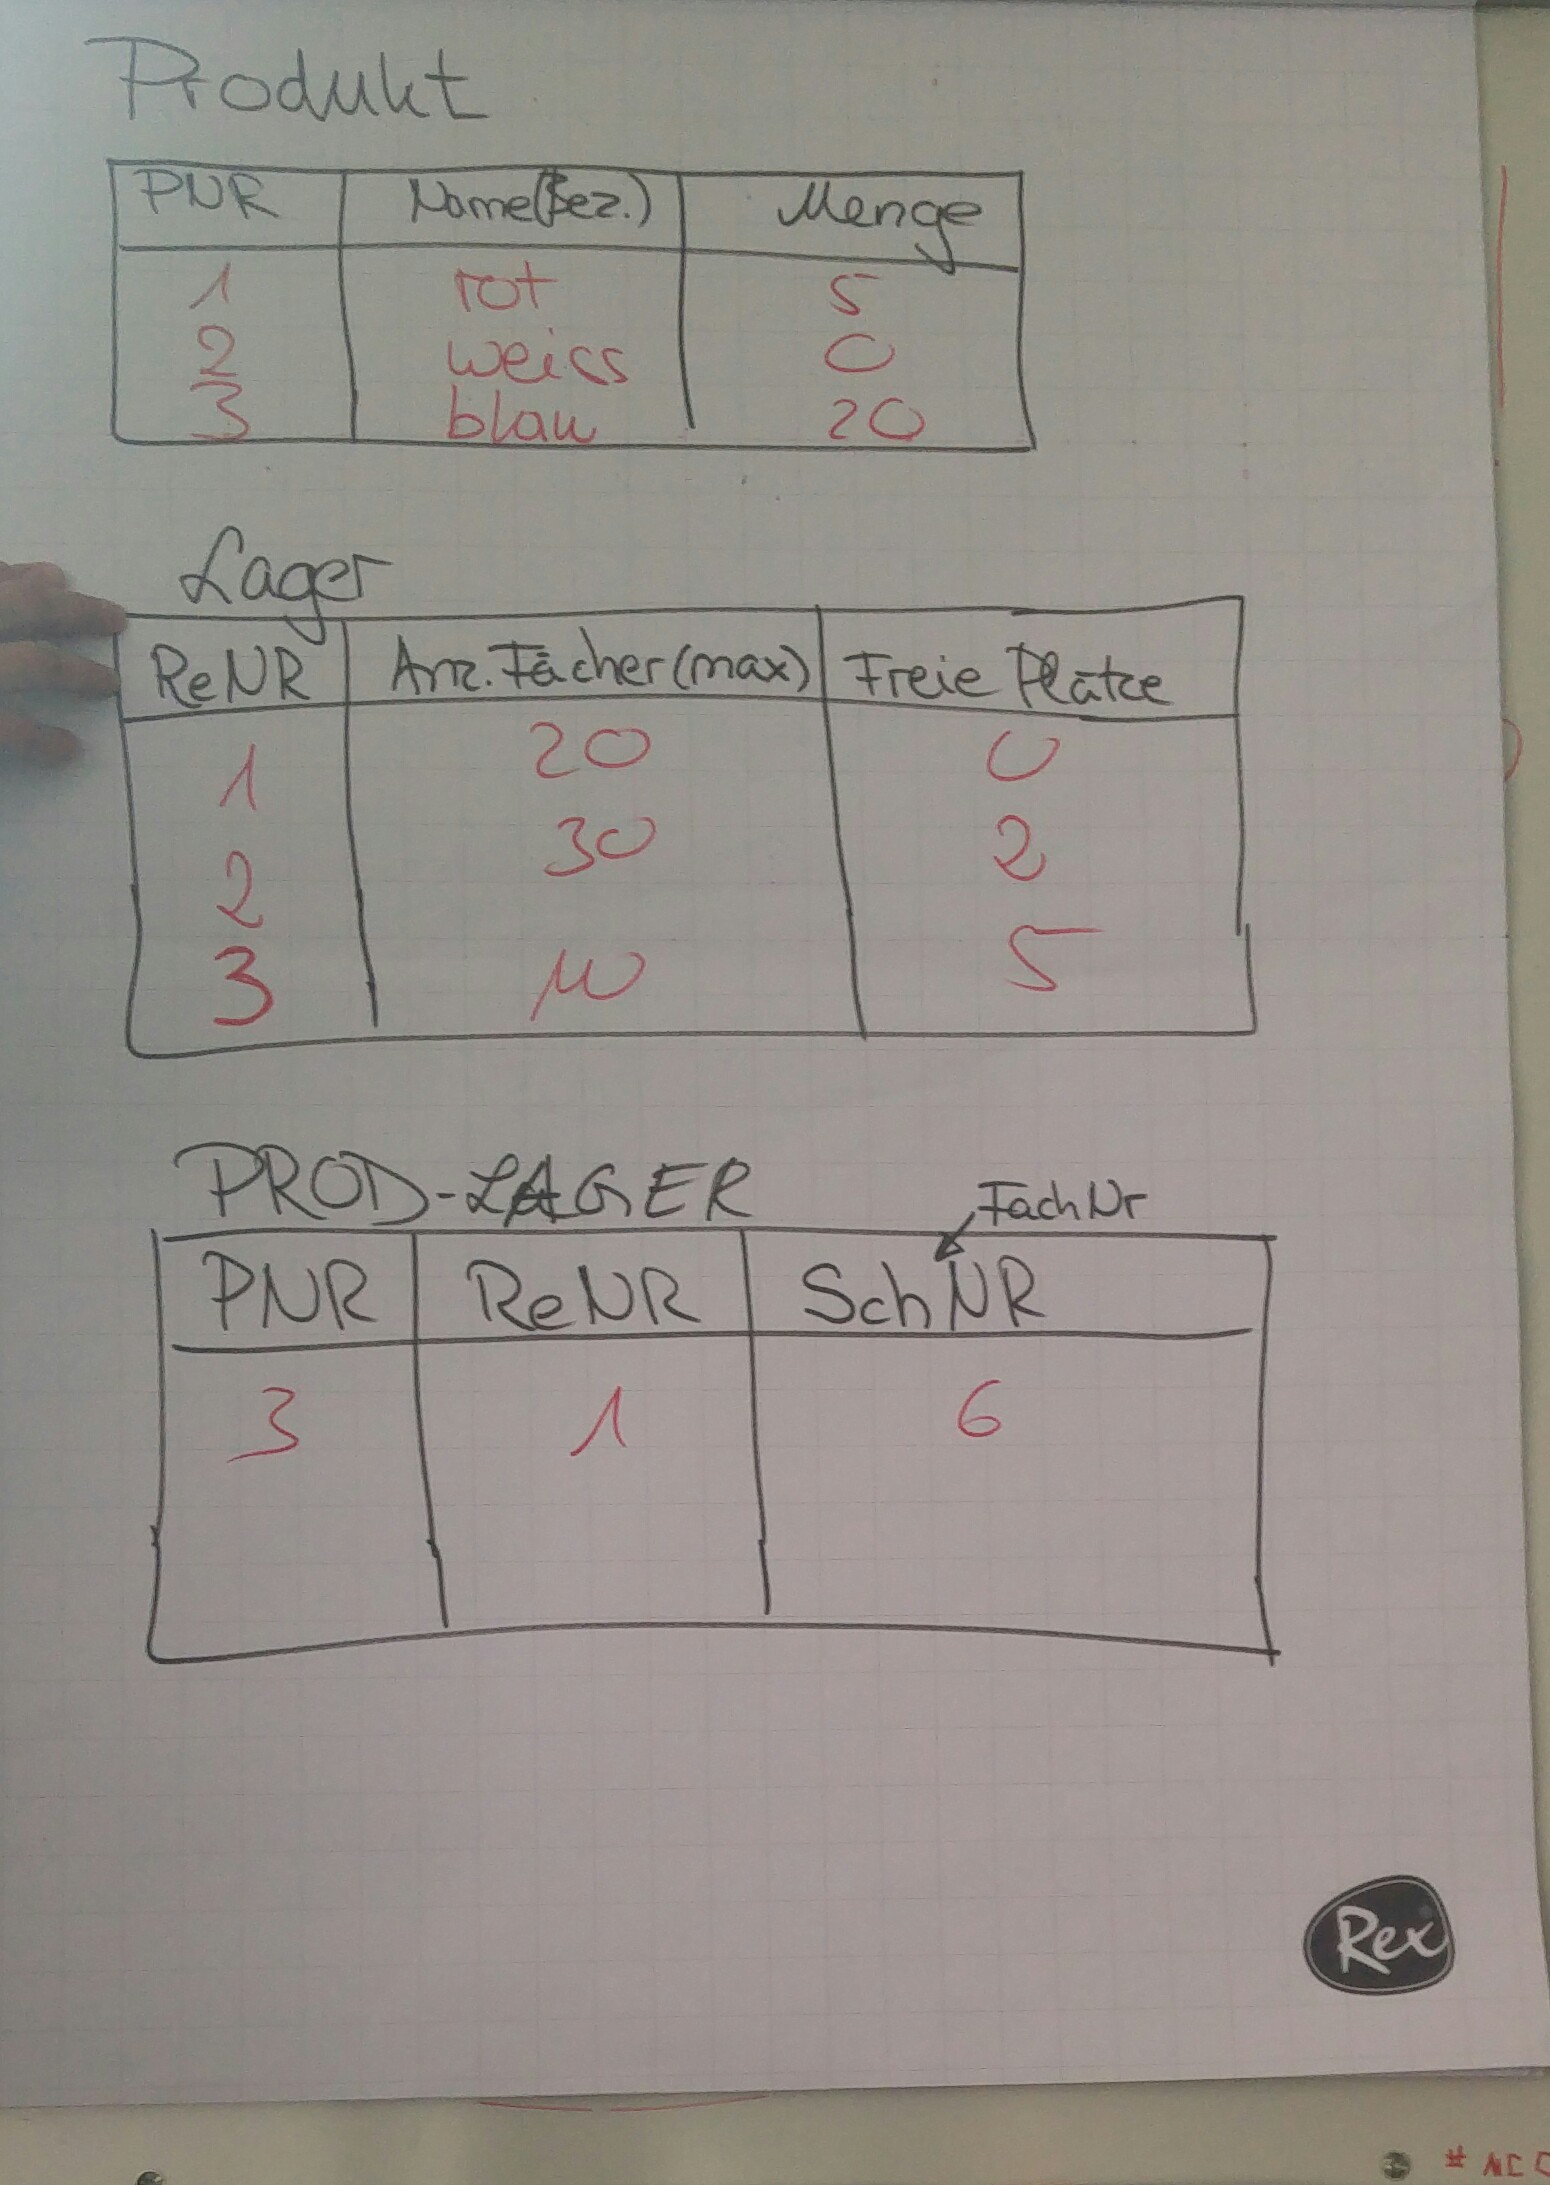 Produkt
PNR Name(Bez.) Menge
1 rot 5
2 weiss 0
3 blau 20
Lager
ReNR Anz. Fächer (max) Freie Plätze
1 20 0
2 30 2
3 10 5
PROD-LAGER
FachNr
PNR ReNR SchNR
3 1 6
Rex